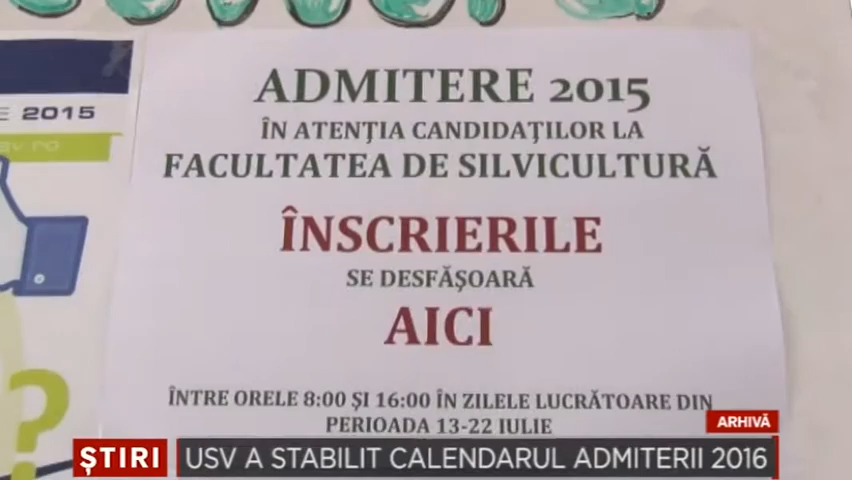 ADMITERE 2015
ÎN ATENȚIA CANDIDAȚILOR LA
FACULTATEA DE SILVICULTURĂ
ÎNSCRIERILE
SE DESFĂȘOARĂ
AICI
ÎNTRE ORELE 8:00 ȘI 16:00 ÎN ZILELE LUCRĂTOARE DIN
PERIOADA 13-22 IULIE
2015
ARHIVĂ
ȘTIRI
USV A STABILIT CALENDARUL ADMITERII 2016